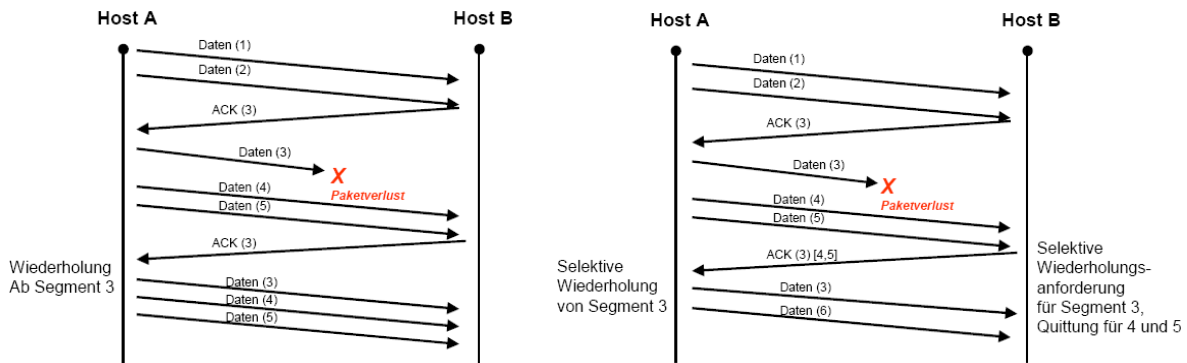 Host A
Host B
Daten (1)
Daten (2)
ACK (3)
Daten (3)
X
Paketverlust
Daten (4)
Daten (5)
ACK (3)
Wiederholung
Ab Segment 3
Daten (3)
Daten (4)
Daten (5)
Host A
Host B
Daten (1)
Daten (2)
ACK (3)
Daten (3)
X
Paketverlust
Daten (4)
Daten (5)
ACK (3) [4,5]
Selektive
Wiederholung
von Segment 3
Daten (3)
Daten (6)
Selektive
Wiederholungs-
anforderung
für Segment 3,
Quittung für 4 und 5